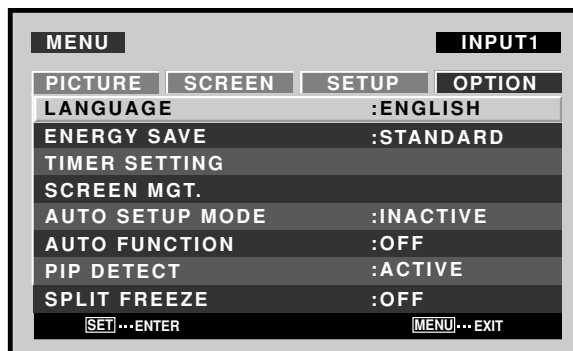 MENU INPUT1
PICTURE SCREEN SETUP OPTION
LANGUAGE :ENGLISH
ENERGY SAVE :STANDARD
TIMER SETTING
SCREEN MGT.
AUTO SETUP MODE :INACTIVE
AUTO FUNCTION :OFF
PIP DETECT :ACTIVE
SPLIT FREEZE :OFF
SET···ENTER MENU···EXIT